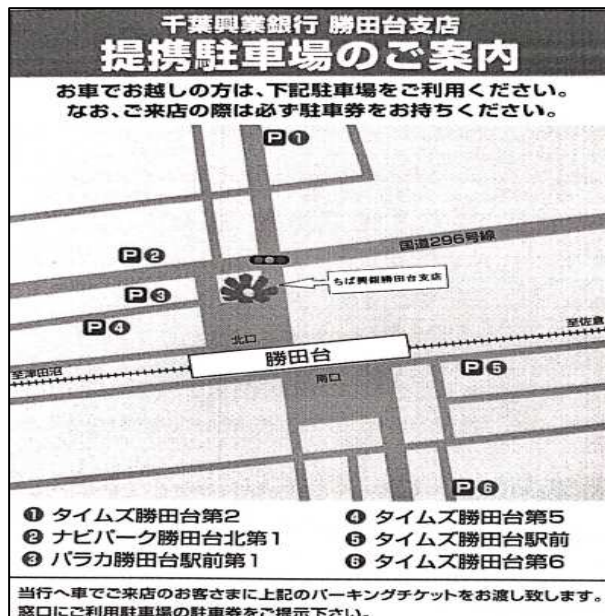 千葉興業銀行 勝田台支店
提携駐車場のご案内
お車でお越しの方は、下記駐車場をご利用ください。
なお、ご来店の際は必ず駐車券をお持ちください。
P❶
国道296号線
P❷
ちば興銀勝田台支店
P❸
P❹
北口
至佐倉
勝田台
至津田沼
南口
P❺
P❻
❶ タイムズ勝田台第2
❷ ナビパーク勝田台北第1
❸ パラカ勝田台駅前第1
❹ タイムズ勝田台第5
❺ タイムズ勝田台駅前
❻ タイムズ勝田台第6
当行へ車でご来店のお客さまに上記のパーキングチケットをお渡し致します。
窓口にご利用駐車場の駐車券をご提示下さい。